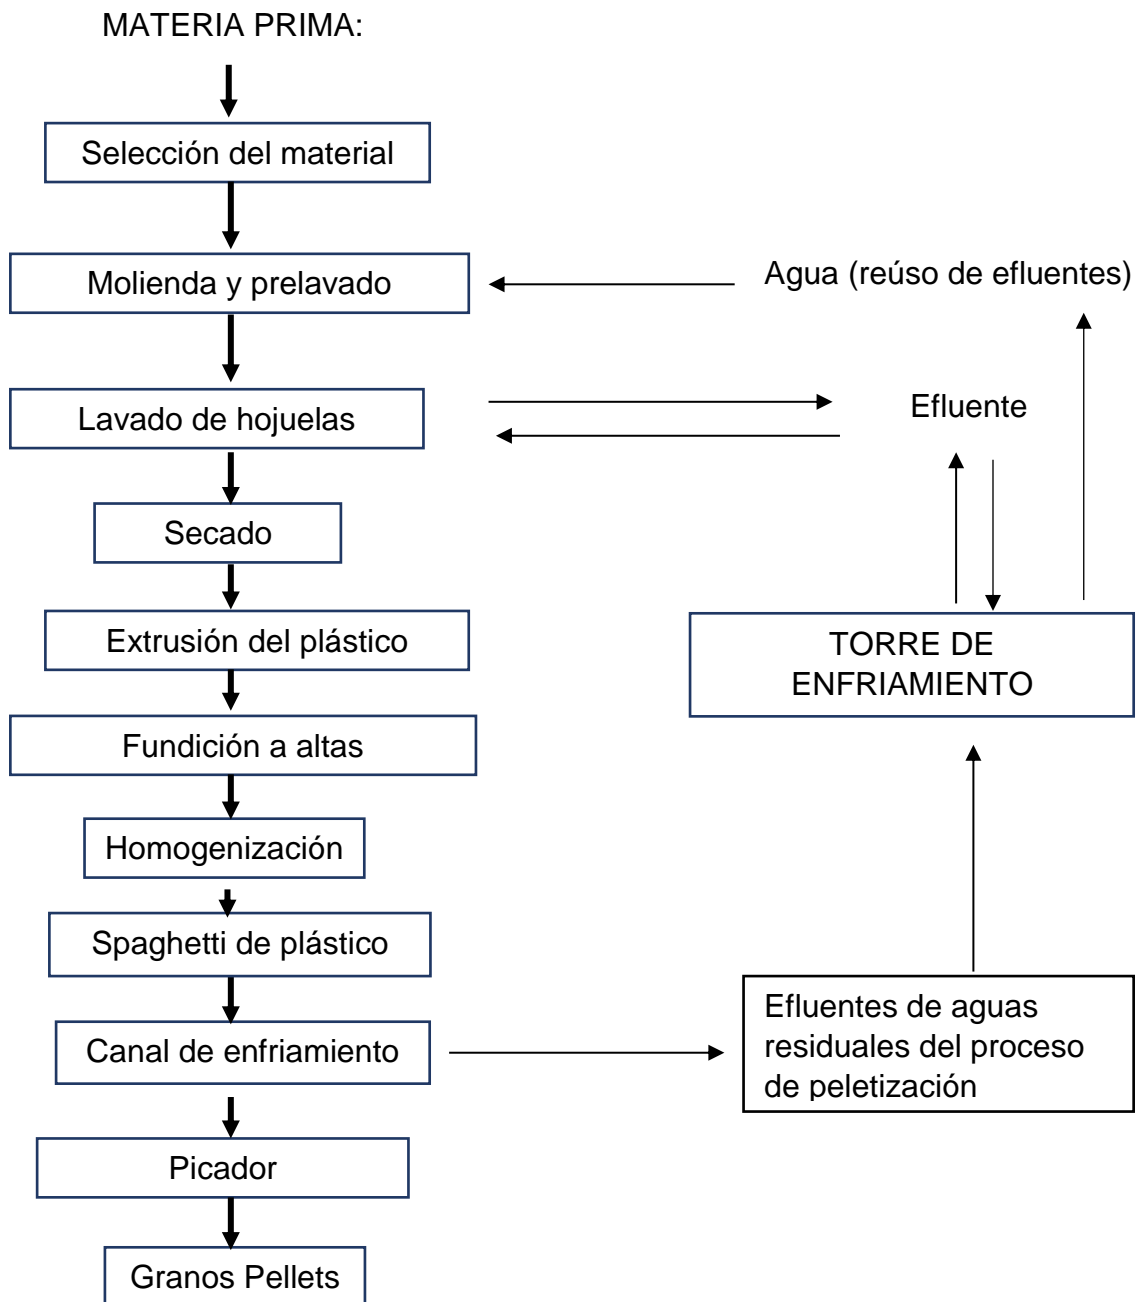 MATERIA PRIMA:
Selección del material
Molienda y prelavado
Agua (reúso de efluentes)
Lavado de hojuelas
Efluente
Secado
Extrusión del plástico
TORRE DE
ENFRIAMIENTO
Fundición a altas
Homogenización
Spaghetti de plástico
Canal de enfriamiento
Efluentes de aguas
residuales del proceso
de peletización
Picador
Granos Pellets